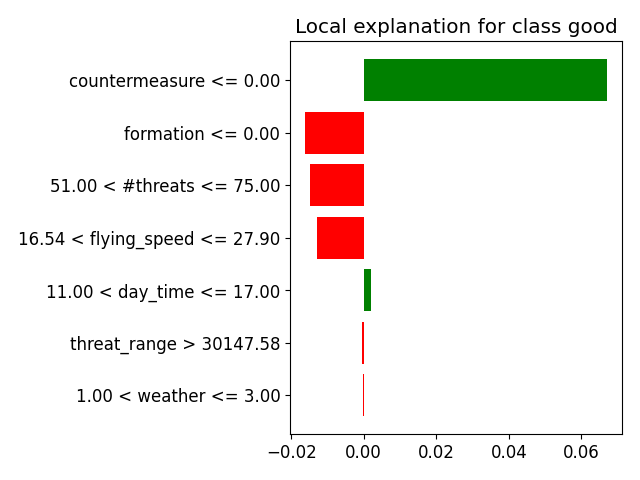 Local explanation for class good
countermeasure <= 0.00
formation <= 0.00
51.00 < #threats <= 75.00
16.54 < flying_speed <= 27.90
11.00 < day_time <= 17.00
threat_range > 30147.58
1.00 < weather <= 3.00
−0.02 0.00 0.02 0.04 0.06